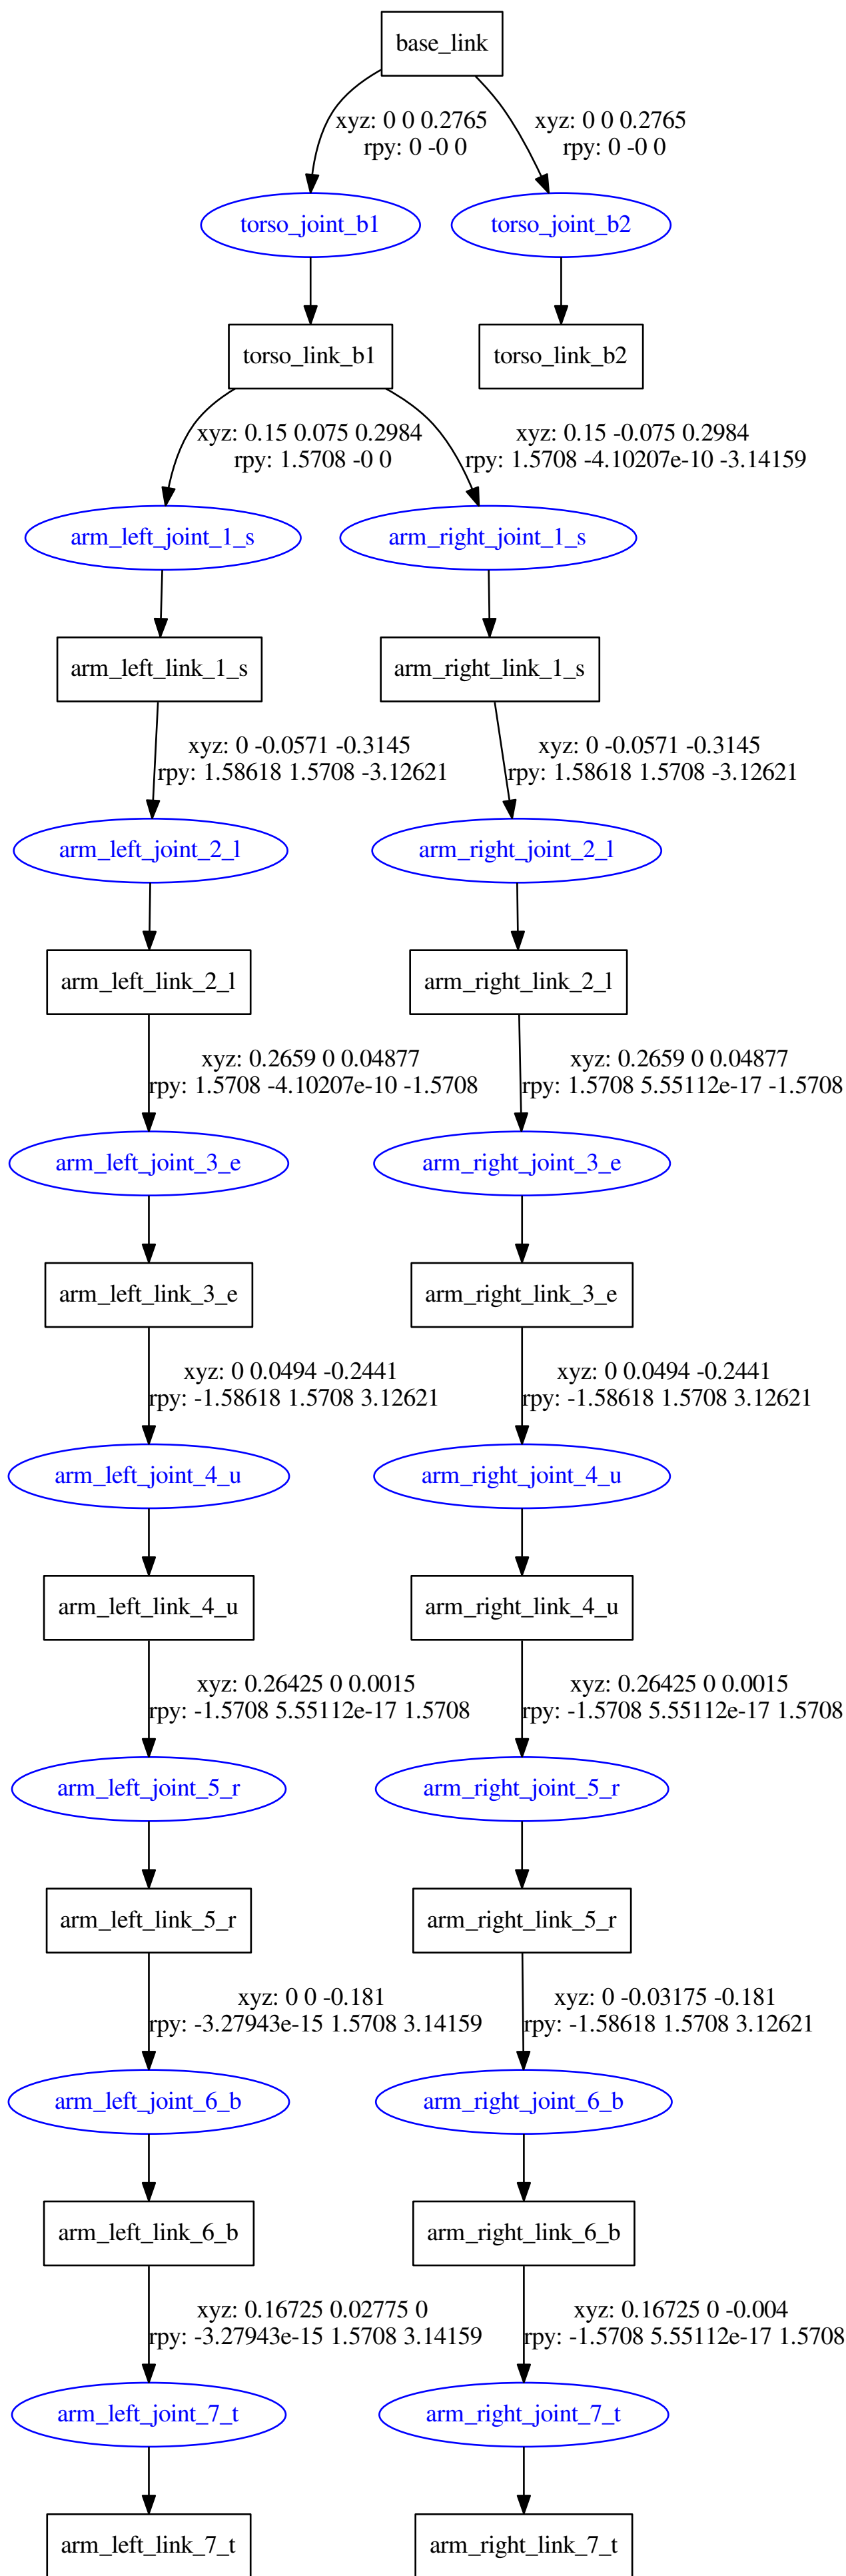 base_link
xyz: 0 0 0.2765
rpy: 0 -0 0
xyz: 0 0 0.2765
rpy: 0 -0 0
torso_joint_b1
torso_joint_b2
torso_link_b1
torso_link_b2
xyz: 0.15 0.075 0.2984
rpy: 1.5708 -0 0
xyz: 0.15 -0.075 0.2984
rpy: 1.5708 -4.10207e-10 -3.14159
arm_left_joint_1_s
arm_right_joint_1_s
arm_left_link_1_s
arm_right_link_1_s
xyz: 0 -0.0571 -0.3145
rpy: 1.58618 1.5708 -3.12621
xyz: 0 -0.0571 -0.3145
rpy: 1.58618 1.5708 -3.12621
arm_left_joint_2_l
arm_right_joint_2_l
arm_left_link_2_l
arm_right_link_2_l
xyz: 0.2659 0 0.04877
rpy: 1.5708 -4.10207e-10 -1.5708
xyz: 0.2659 0 0.04877
rpy: 1.5708 5.55112e-17 -1.5708
arm_left_joint_3_e
arm_right_joint_3_e
arm_left_link_3_e
arm_right_link_3_e
xyz: 0 0.0494 -0.2441
rpy: -1.58618 1.5708 3.12621
xyz: 0 0.0494 -0.2441
rpy: -1.58618 1.5708 3.12621
arm_left_joint_4_u
arm_right_joint_4_u
arm_left_link_4_u
arm_right_link_4_u
xyz: 0.26425 0 0.0015
rpy: -1.5708 5.55112e-17 1.5708
xyz: 0.26425 0 0.0015
rpy: -1.5708 5.55112e-17 1.5708
arm_left_joint_5_r
arm_right_joint_5_r
arm_left_link_5_r
arm_right_link_5_r
xyz: 0 0 -0.181
rpy: -3.27943e-15 1.5708 3.14159
xyz: 0 -0.03175 -0.181
rpy: -1.58618 1.5708 3.12621
arm_left_joint_6_b
arm_right_joint_6_b
arm_left_link_6_b
arm_right_link_6_b
xyz: 0.16725 0.02775 0
rpy: -3.27943e-15 1.5708 3.14159
xyz: 0.16725 0 -0.004
rpy: -1.5708 5.55112e-17 1.5708
arm_left_joint_7_t
arm_right_joint_7_t
arm_left_link_7_t
arm_right_link_7_t